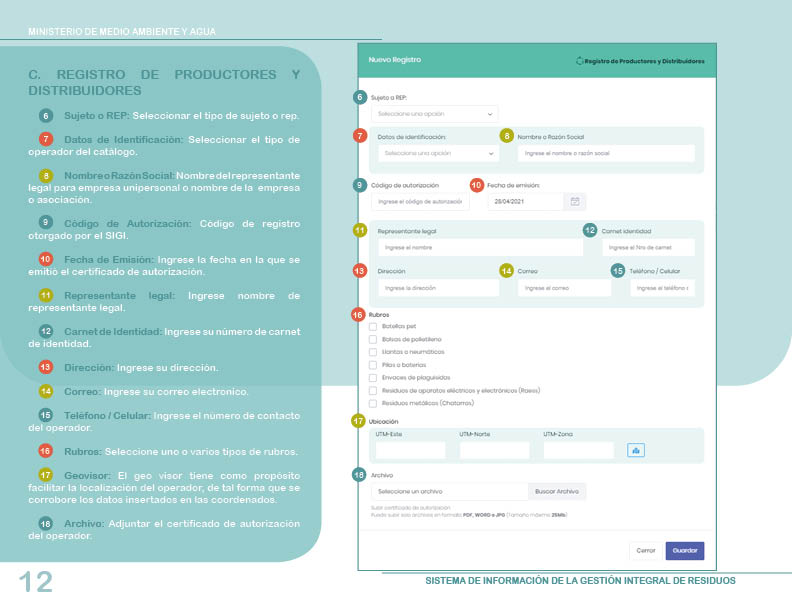 MINISTERIO DE MEDIO AMBIENTE Y AGUA
C. REGISTRO DE PRODUCTORES Y
DISTRIBUIDORES
6 Sujeto o REP: Seleccionar el tipo de sujeto o rep.
7 Datos de Identificación: Seleccionar el tipo de
operador del catálogo.
8 Nombre o Razón Social: Nombre del representante
legal para empresa unipersonal o nombre de la empresa
o asociación.
9 Código de Autorización: Código de registro
otorgado por el SIGI.
10 Fecha de Emisión: Ingrese la fecha en la que se
emitió el certificado de autorización.
11 Representante legal: Ingrese nombre de
representante legal.
12 Carnet de Identidad: Ingrese su número de carnet
de identidad.
13 Dirección: Ingrese su dirección.
14 Correo: Ingrese su correo electronico.
15 Teléfono / Celular: Ingrese el número de contacto
del operador.
16 Rubros: Seleccione uno o varios tipos de rubros.
17 Geovisor: El geo visor tiene como propósito
facilitar la localización del operador, de tal forma que se
corrobore los datos insertados en las coordenados.
18 Archivo: Adjuntar el certificado de autorización
del operador.
Nuevo Registro
Registro de Productores y Distribuidores
6 Sujeto o REP:
Seleccione una opción
7 Datos de identificación: 8 Nombre o Razón Social
Seleccione una opción Ingrese el nombre o razón social
9 Código de autorización 10 Fecha de emisión:
Ingrese el código de autorizació 28/04/2021
11 Representante legal 12 Carnet identidad
Ingrese el nombre Ingrese el Nro de carnet
13 Dirección 14 Correo 15 Teléfono / Celular
Ingrese la dirección Ingrese el correo Ingrese el teléfono
16 Rubros
Botellas pet
Bolsas de polietileno
Llantas o neumáticos
Pilas o baterias
Envaces de plaguisidas
Residuos de aparatos eléctricos y electrónicos (Raees)
Residuos metálicos (Chatarras)
17 Ubicación
UTM-Este UTM-Norte UTM-Zona
18 Archivo
Seleccione un archivo Buscar Archivo
Subir certificado de autorización
Puede subir solo archivos en formato PDF, WORD o JPG (Tamaño máximo 25Mb)
Cerrar Guardar
12
SISTEMA DE INFORMACIÓN DE LA GESTIÓN INTEGRAL DE RESIDUOS